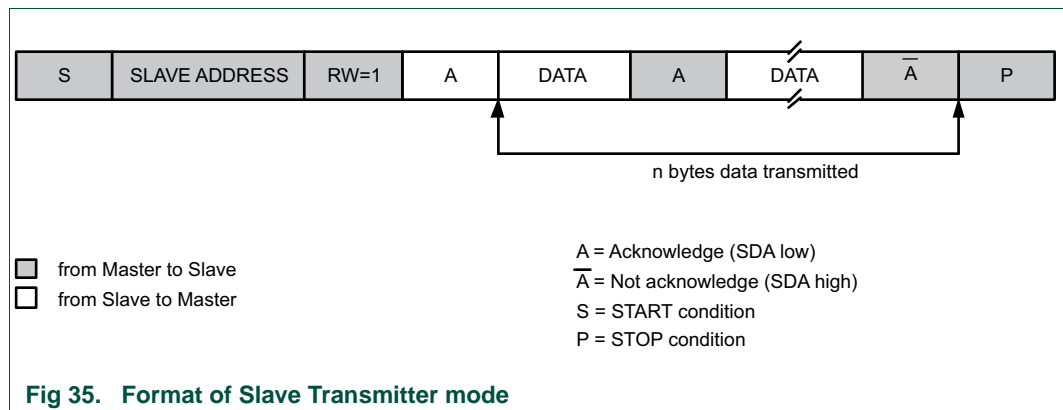 S SLAVE ADDRESS RW=1 A DATA A DATA A̅ P
n bytes data transmitted
from Master to Slave
from Slave to Master
A = Acknowledge (SDA low)
A̅ = Not acknowledge (SDA high)
S = START condition
P = STOP condition
Fig 35. Format of Slave Transmitter mode